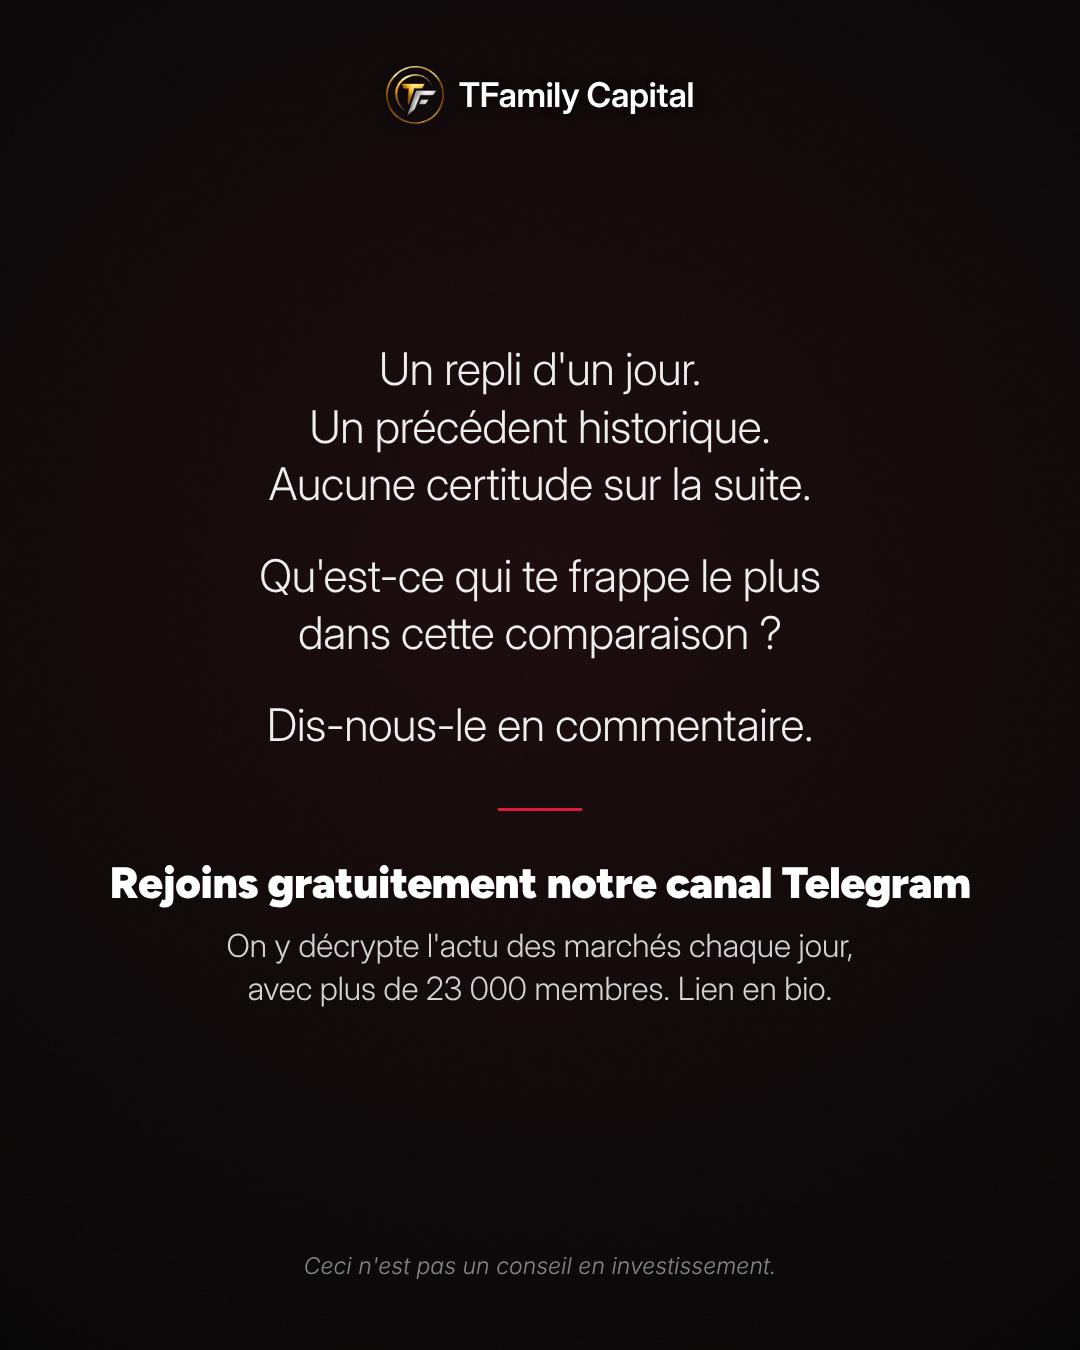 TF TFamily Capital
Un repli d'un jour.
Un précédent historique.
Aucune certitude sur la suite.
Qu'est-ce qui te frappe le plus
dans cette comparaison ?
Dis-nous-le en commentaire.
Rejoins gratuitement notre canal Telegram
On y décrypte l'actu des marchés chaque jour,
avec plus de 23 000 membres. Lien en bio.
Ceci n'est pas un conseil en investissement.